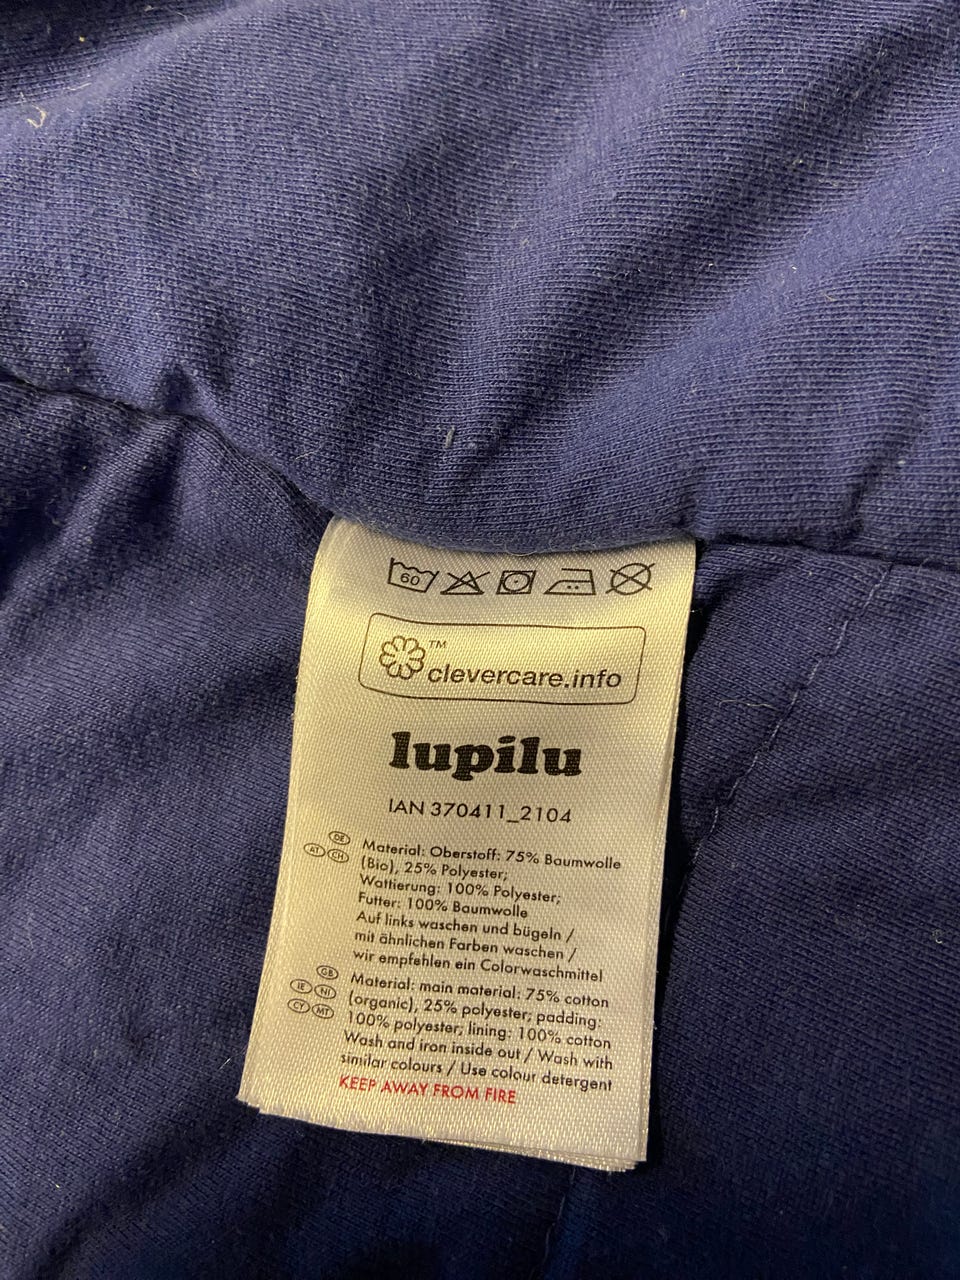 60
™
clevercare.info
lupilu
IAN 370411_2104
DE
AT CH
Material: Oberstoff: 75% Baumwolle
(Bio), 25% Polyester;
Wattierung: 100% Polyester;
Futter: 100% Baumwolle
Auf links waschen und bügeln /
mit ähnlichen Farben waschen /
wir empfehlen ein Colorwaschmittel
GB
IE NI
CY MT
Material: main material: 75% cotton
(organic), 25% polyester; padding:
100% polyester; lining: 100% cotton
Wash and iron inside out / Wash with
similar colours / Use colour detergent
KEEP AWAY FROM FIRE